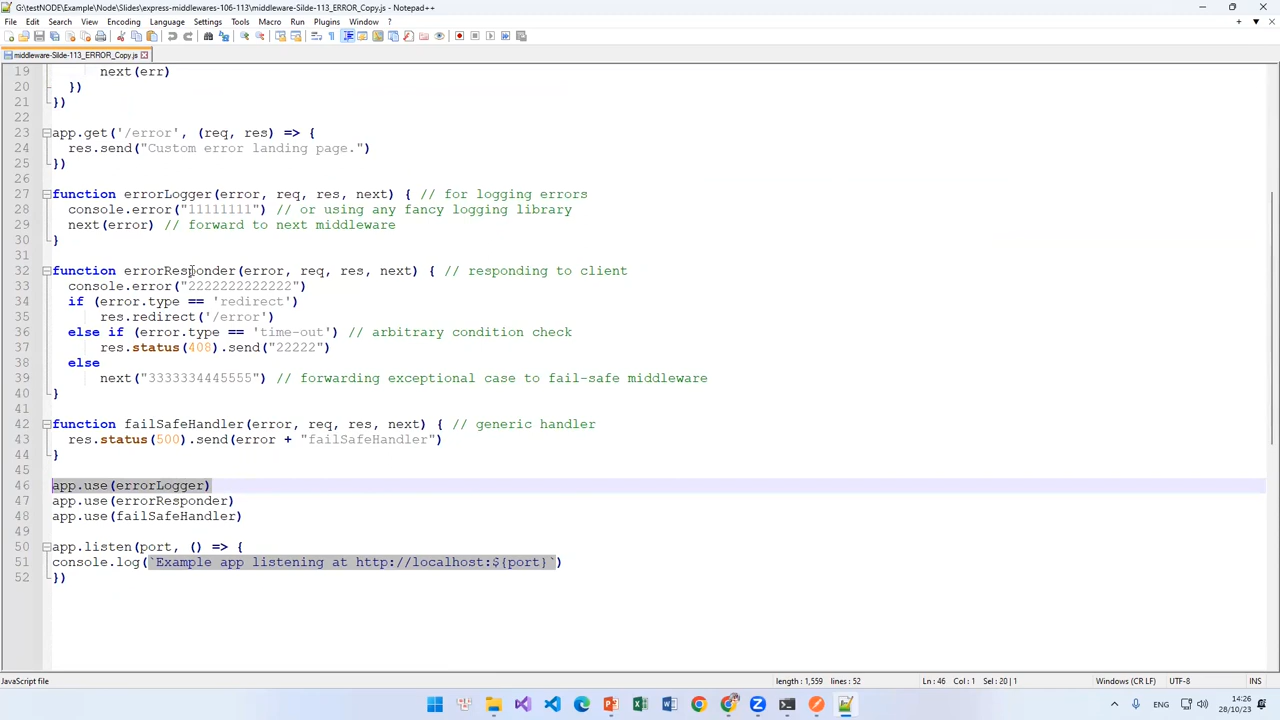 G:\testNODE\Example\Node\Slides\express-middlewares-106-113\middleware-Silde-113_ERROR_Copy.js - Notepad++
File Edit Search View Encoding Language Settings Tools Macro Run Plugins Window ?
middleware-Silde-113_ERROR_Copy.js
19 next(err)
20 })
21 })
22
23 app.get('/error', (req, res) => {
24 res.send("Custom error landing page.")
25 })
26
27 function errorLogger(error, req, res, next) { // for logging errors
28 console.error("11111111") // or using any fancy logging library
29 next(error) // forward to next middleware
30 }
31
32 function errorResponder(error, req, res, next) { // responding to client
33 console.error("2222222222222")
34 if (error.type == 'redirect')
35 res.redirect('/error')
36 else if (error.type == 'time-out') // arbitrary condition check
37 res.status(408).send("22222")
38 else
39 next("3333334445555") // forwarding exceptional case to fail-safe middleware
40 }
41
42 function failSafeHandler(error, req, res, next) { // generic handler
43 res.status(500).send(error + "failSafeHandler")
44 }
45
46 app.use(errorLogger)
47 app.use(errorResponder)
48 app.use(failSafeHandler)
49
50 app.listen(port, () => {
51 console.log(`Example app listening at http://localhost:${port}`)
52 })
JavaScript file length : 1,559 lines : 52 Ln : 46 Col : 1 Sel : 20 | 1 Windows (CR LF) UTF-8 INS
ENG 14:26
28/10/23